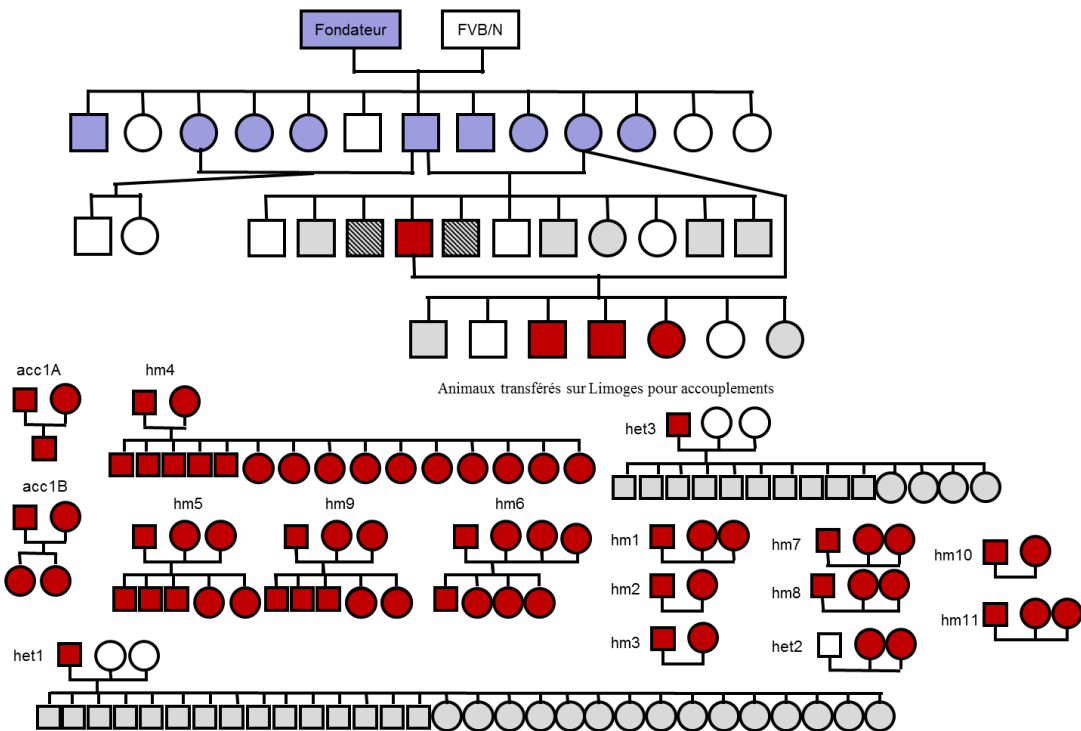 Fondateur
FVB/N
Animaux transférés sur Limoges pour accouplements
acc1A
hm4
het3
acc1B
hm5
hm9
hm6
hm1
hm7
hm10
hm2
hm8
hm11
hm3
het2
het1